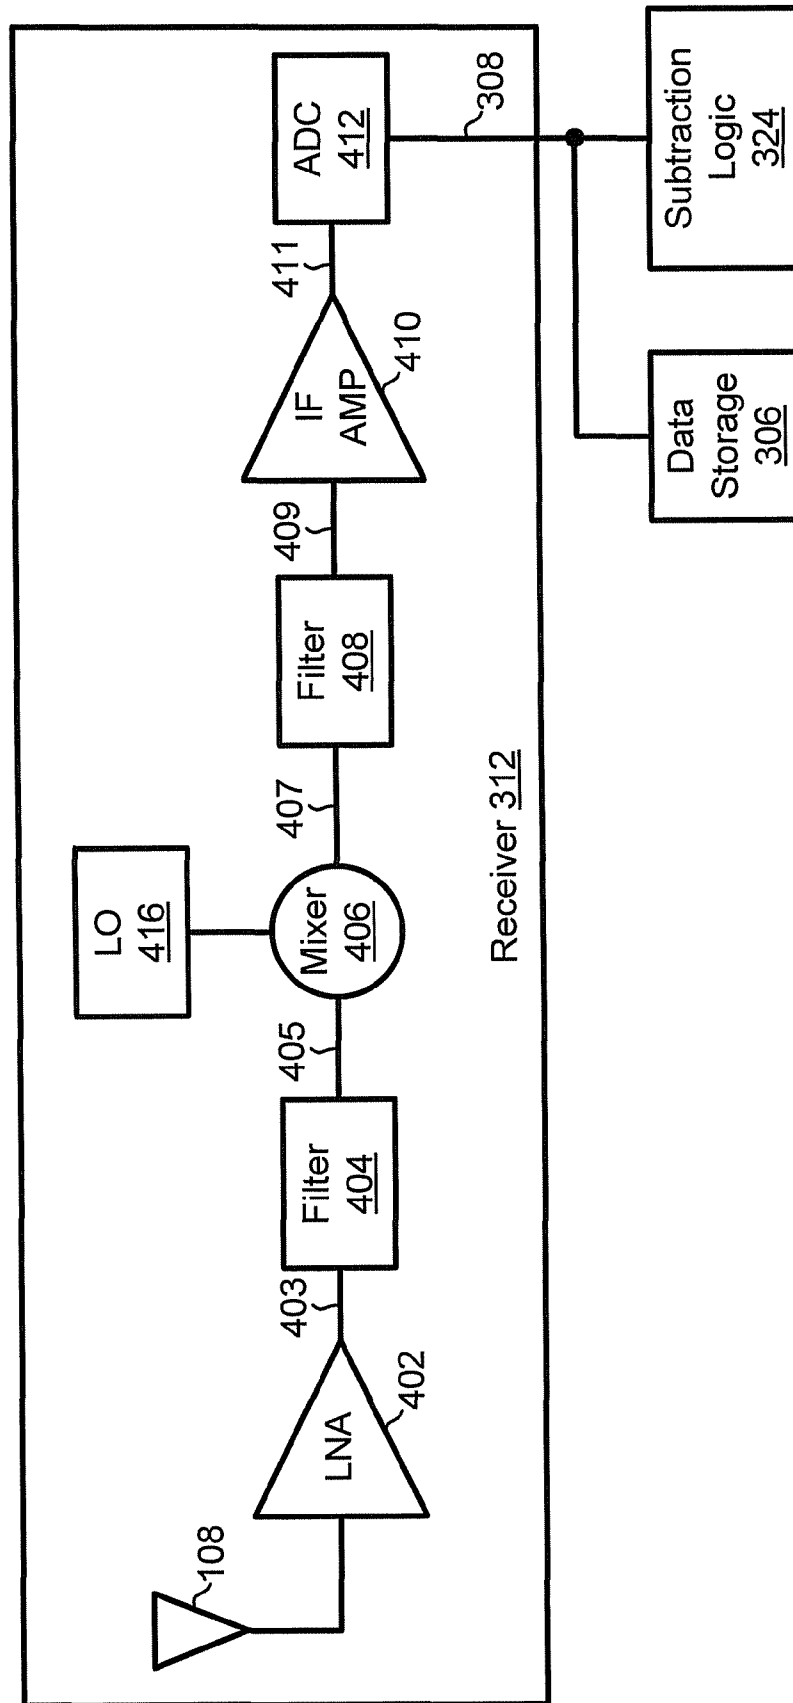 108
LNA
402
403
Filter
404
405
Mixer
406
LO
416
407
Filter
408
409
IF
AMP
410
411
ADC
412
308
Receiver 312
Data
Storage
306
Subtraction
Logic
324